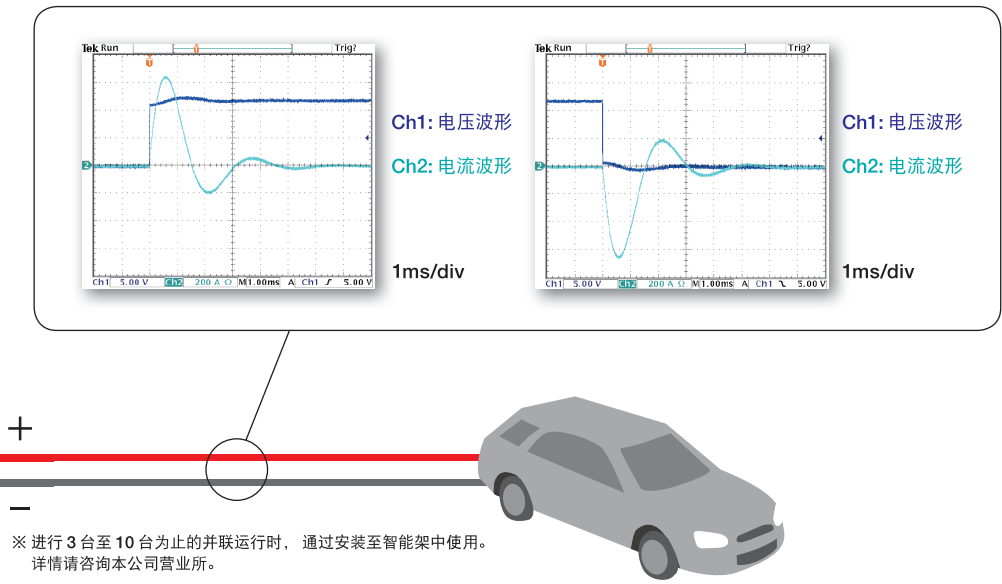 Tek Run Trig?
Ch1: 电压波形
Ch2: 电流波形
1ms/div
Ch1 5.00 V Ch2 200 A Ω M 1.00ms A Ch1 5.00 V
Tek Run Trig?
Ch1: 电压波形
Ch2: 电流波形
1ms/div
Ch1 5.00 V Ch2 200 A Ω M 1.00ms A Ch1 5.00 V
+
−
※ 进行 3 台至 10 台为止的并联运行时，通过安装至智能架中使用。
详情请咨询本公司营业所。